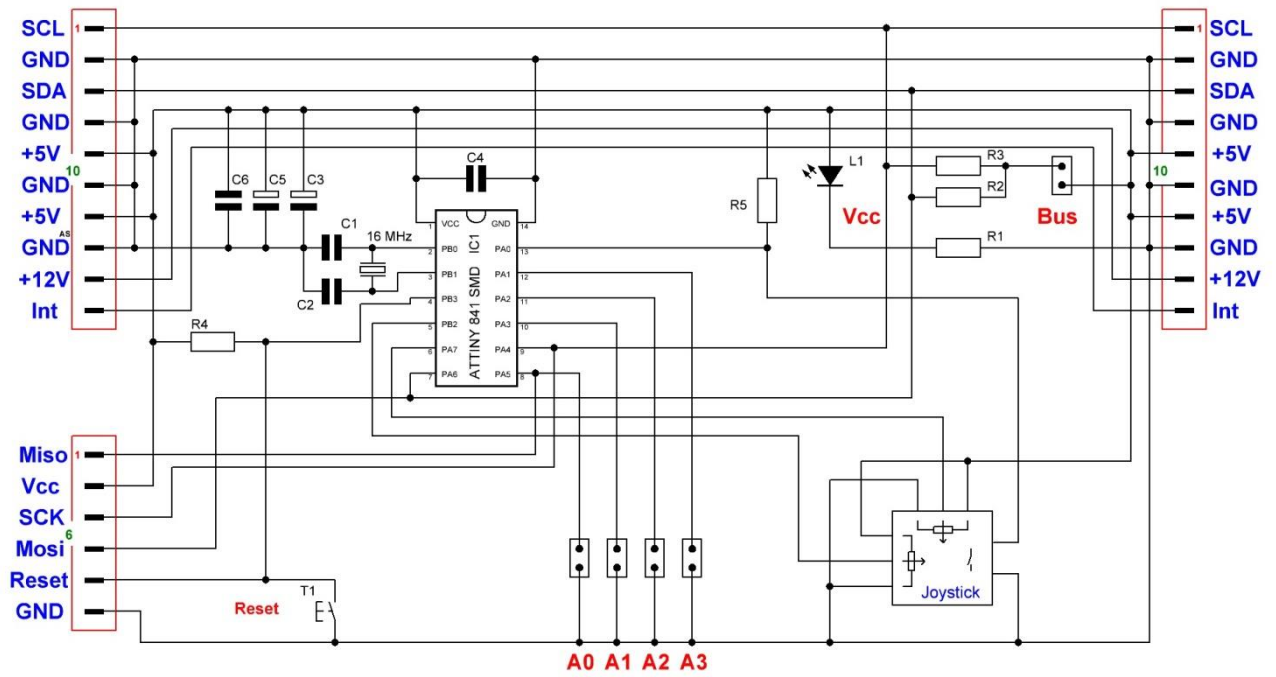 SCL 1
GND
SDA
GND
+5V
10
GND
+5V
AS
GND
+12V
Int
1 SCL
GND
SDA
GND
+5V
10
GND
+5V
GND
+12V
Int
C6 C5 C3
C4
C1
16 MHz
C2
R4
1 VCC GND 14
2 PB0 PA0 13
3 PB1 PA1 12
4 PB3 PA2 11
5 PB2 PA3 10
6 PA7 PA4 9
7 PA6 PA5 8
ATTINY 841 SMD IC1
R5
L1
Vcc
R3
R2
Bus
R1
Miso 1
Vcc
SCK
6
Mosi
Reset
GND
Reset
T1
Joystick
A0 A1 A2 A3